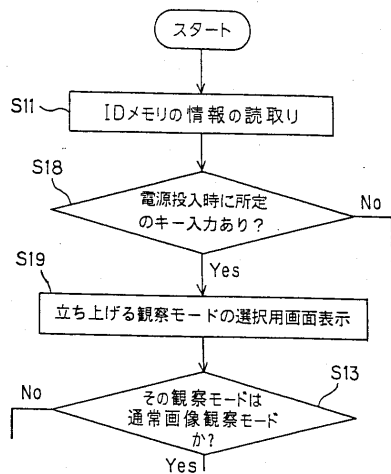 スタート
S11
IDメモリの情報の読取り
S18
電源投入時に所定
のキー入力あり?
No
Yes
S19
立ち上げる観察モードの選択用画面表示
S13
No
その観察モードは
通常画像観察モード
か?
Yes